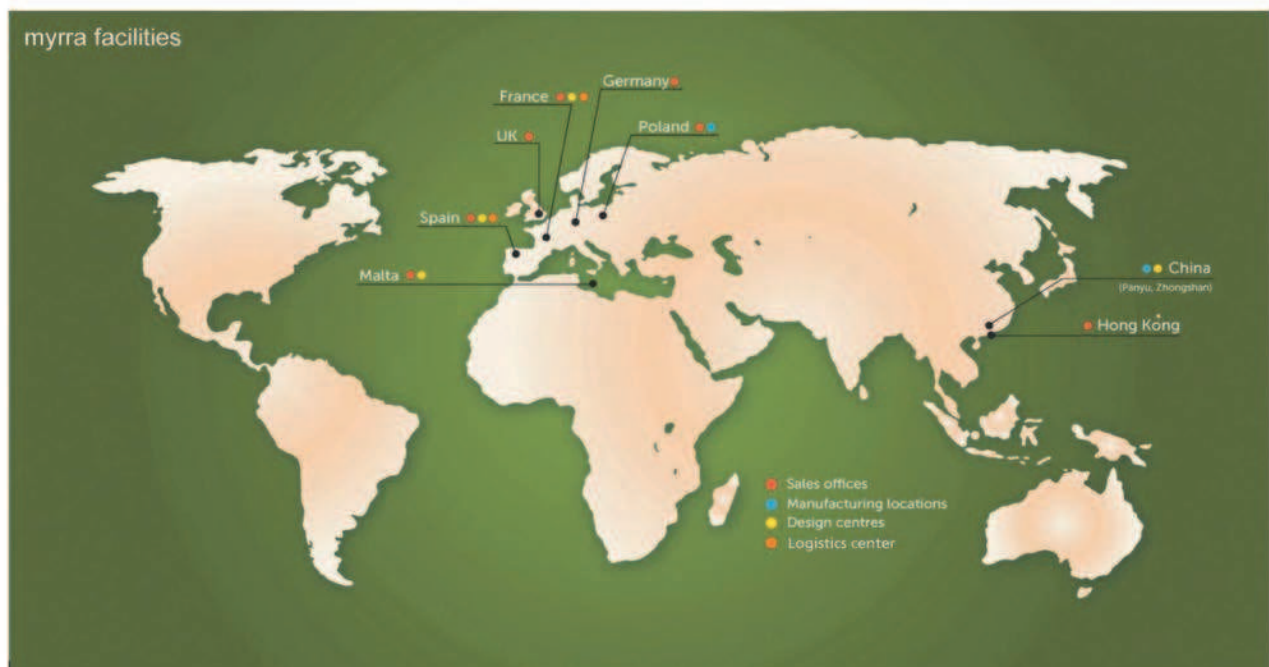 myrra facilities
Germany
France
Poland
UK
Spain
Malta
China
(Panyu, Zhongshan)
Hong Kong
Sales offices
Manufacturing locations
Design centres
Logistics center